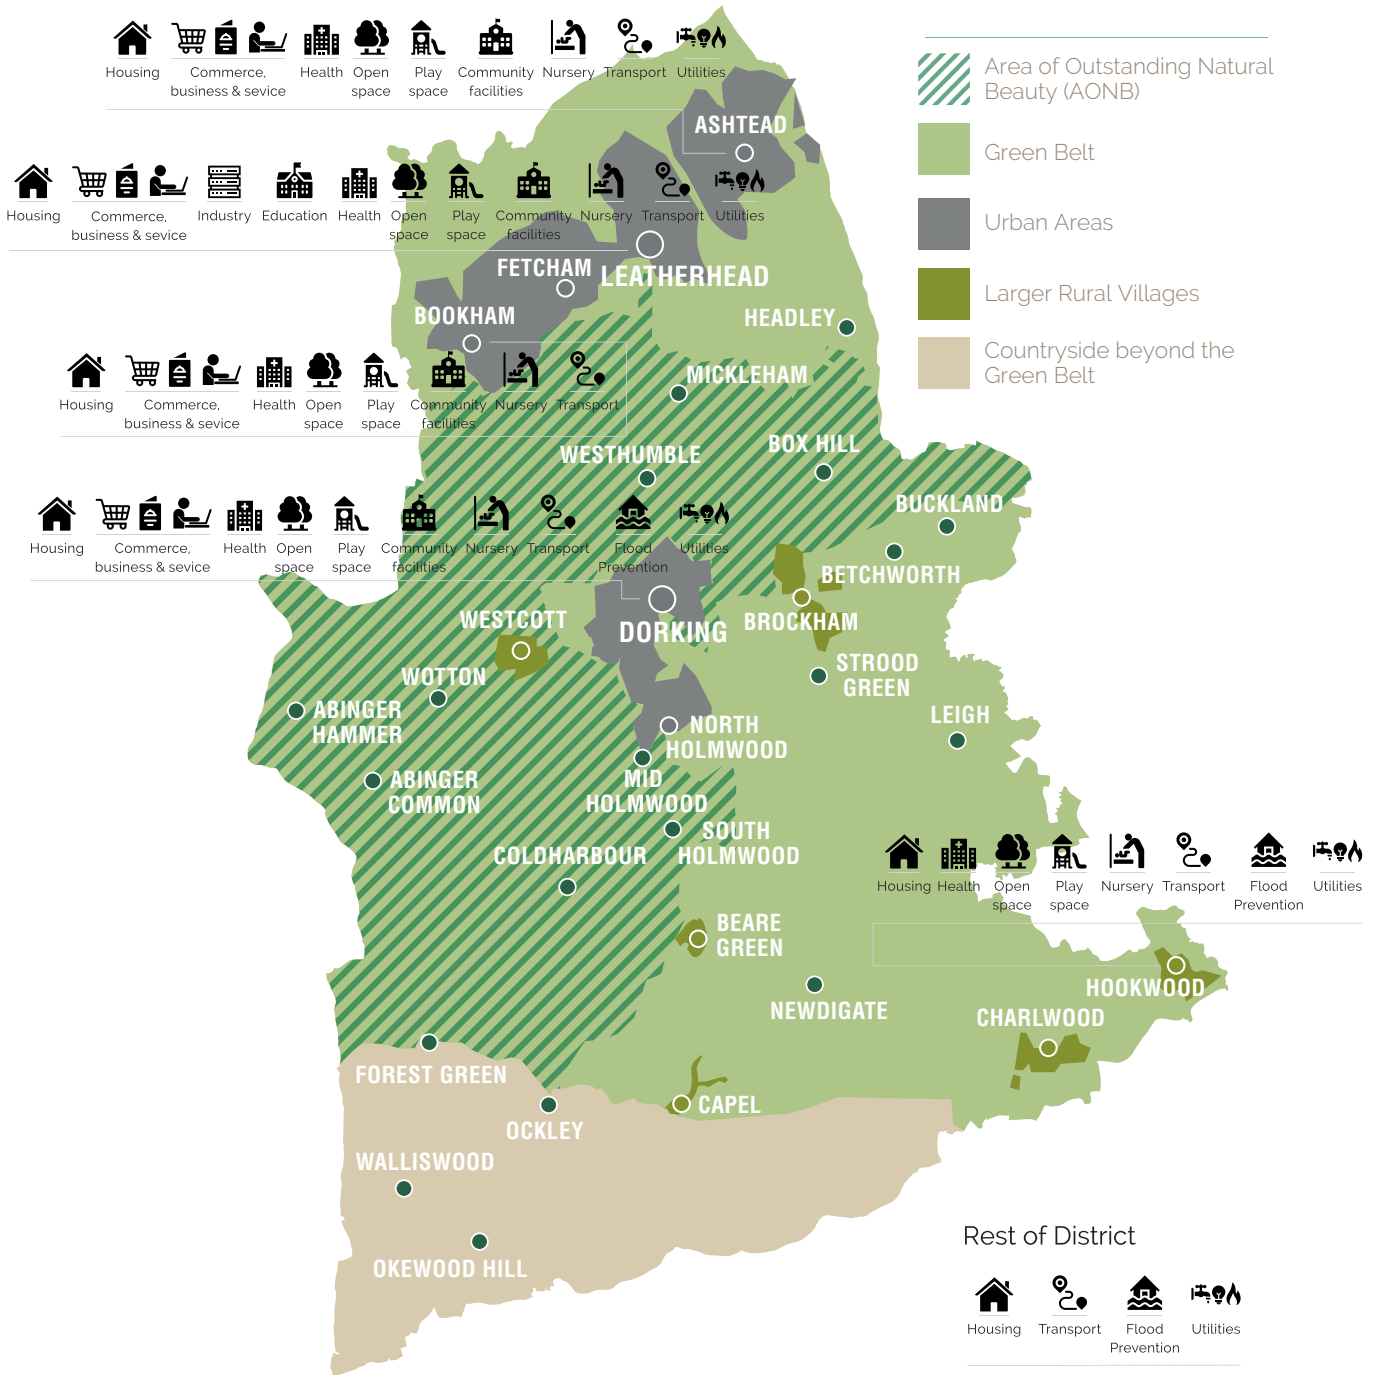 Housing
Commerce,
business & sevice
Health
Open
space
Play
space
Community
facilities
Nursery
Transport
Utilities
Area of Outstanding Natural
Beauty (AONB)
Green Belt
Urban Areas
Larger Rural Villages
Countryside beyond the
Green Belt
ASHTEAD
Housing
Commerce,
business & sevice
Industry
Education
Health
Open
space
Play
space
Community
facilities
Nursery
Transport
Utilities
FETCHAM
LEATHERHEAD
BOOKHAM
HEADLEY
Housing
Commerce,
business & sevice
Health
Open
space
Play
space
Community
facilities
Nursery
Transport
MICKLEHAM
WESTHUMBLE
BOX HILL
BUCKLAND
Housing
Commerce,
business & sevice
Health
Open
space
Play
space
Community
facilities
Nursery
Transport
Flood
Prevention
Utilities
BETCHWORTH
WESTCOTT
DORKING
BROCKHAM
STROOD
GREEN
WOTTON
ABINGER
HAMMER
LEIGH
NORTH
HOLMWOOD
ABINGER
COMMON
MID
HOLMWOOD
SOUTH
HOLMWOOD
COLDHARBOUR
Housing
Health
Open
space
Play
space
Nursery
Transport
Flood
Prevention
Utilities
BEARE
GREEN
HOOKWOOD
NEWDIGATE
CHARLWOOD
FOREST GREEN
CAPEL
OCKLEY
WALLISWOOD
OKEWOOD HILL
Rest of District
Housing
Transport
Flood
Prevention
Utilities